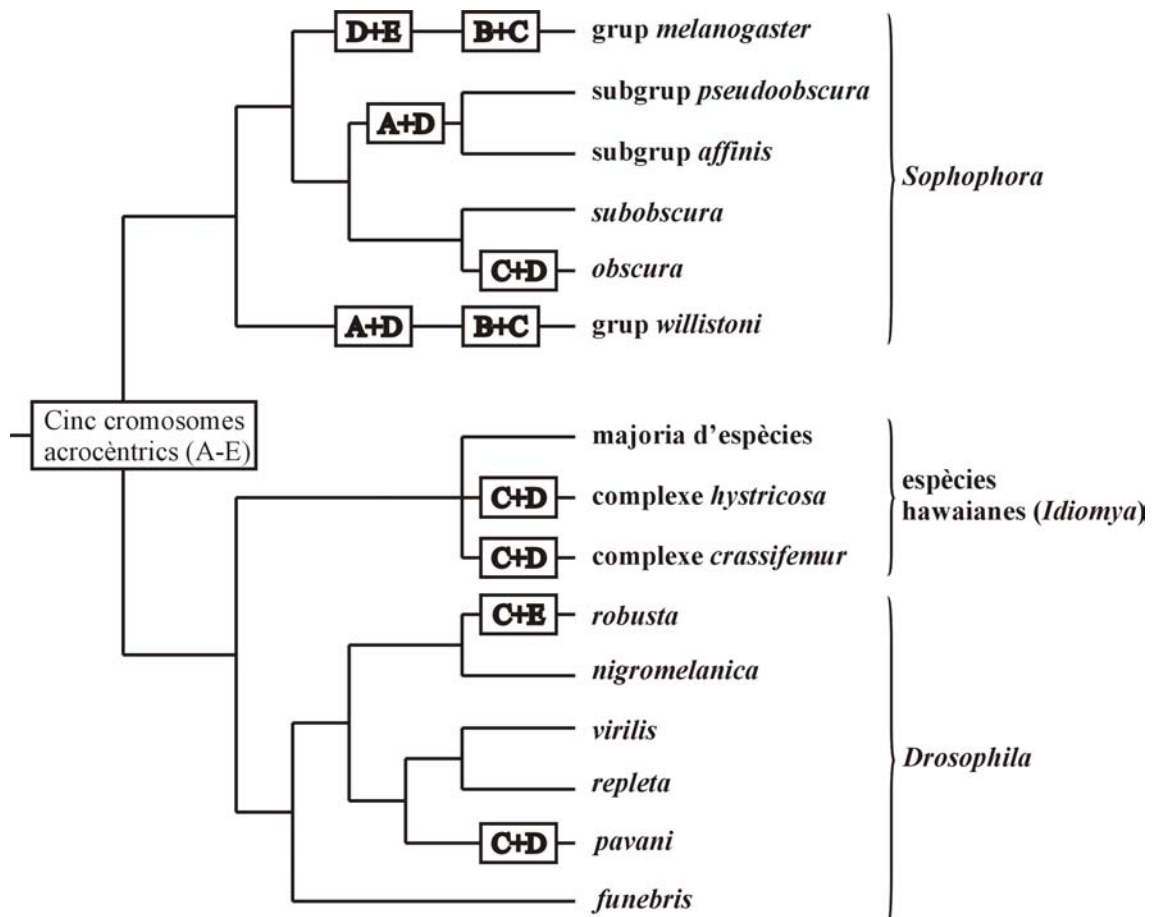 D+E B+C grup melanogaster
subgrup pseudoobscura
A+D
subgrup affinis
Sophophora
subobscura
C+D obscura
A+D B+C grup willistoni
Cinc cromosomes
acrocèntrics (A-E)
majoria d'espècies
C+D complexe hystricosa
espècies
hawaianes (Idiomya)
C+D complexe crassifemur
C+E robusta
nigromelanica
virilis
Drosophila
repleta
C+D pavani
funebris